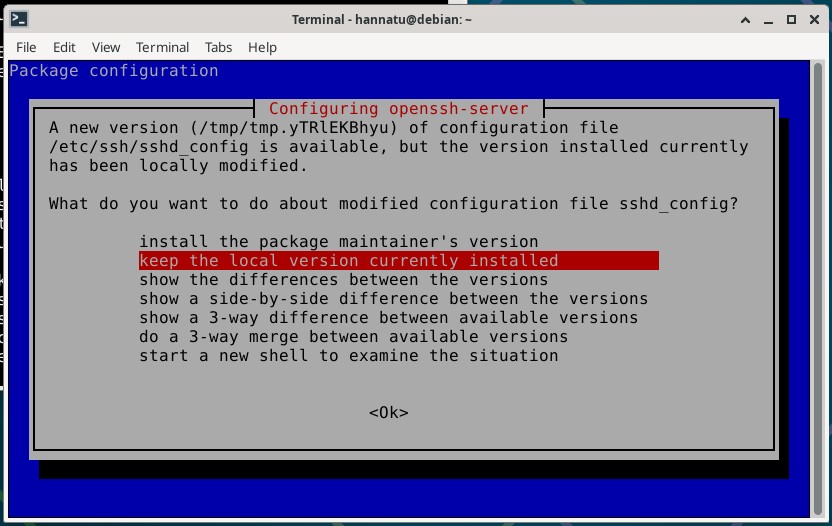 Terminal - hannatu@debian: ~
File Edit View Terminal Tabs Help
Package configuration
Configuring openssh-server
A new version (/tmp/tmp.yTRlEKBhyu) of configuration file
/etc/ssh/sshd_config is available, but the version installed currently
has been locally modified.
What do you want to do about modified configuration file sshd_config?
install the package maintainer's version
keep the local version currently installed
show the differences between the versions
show a side-by-side difference between the versions
show a 3-way difference between available versions
do a 3-way merge between available versions
start a new shell to examine the situation
<Ok>